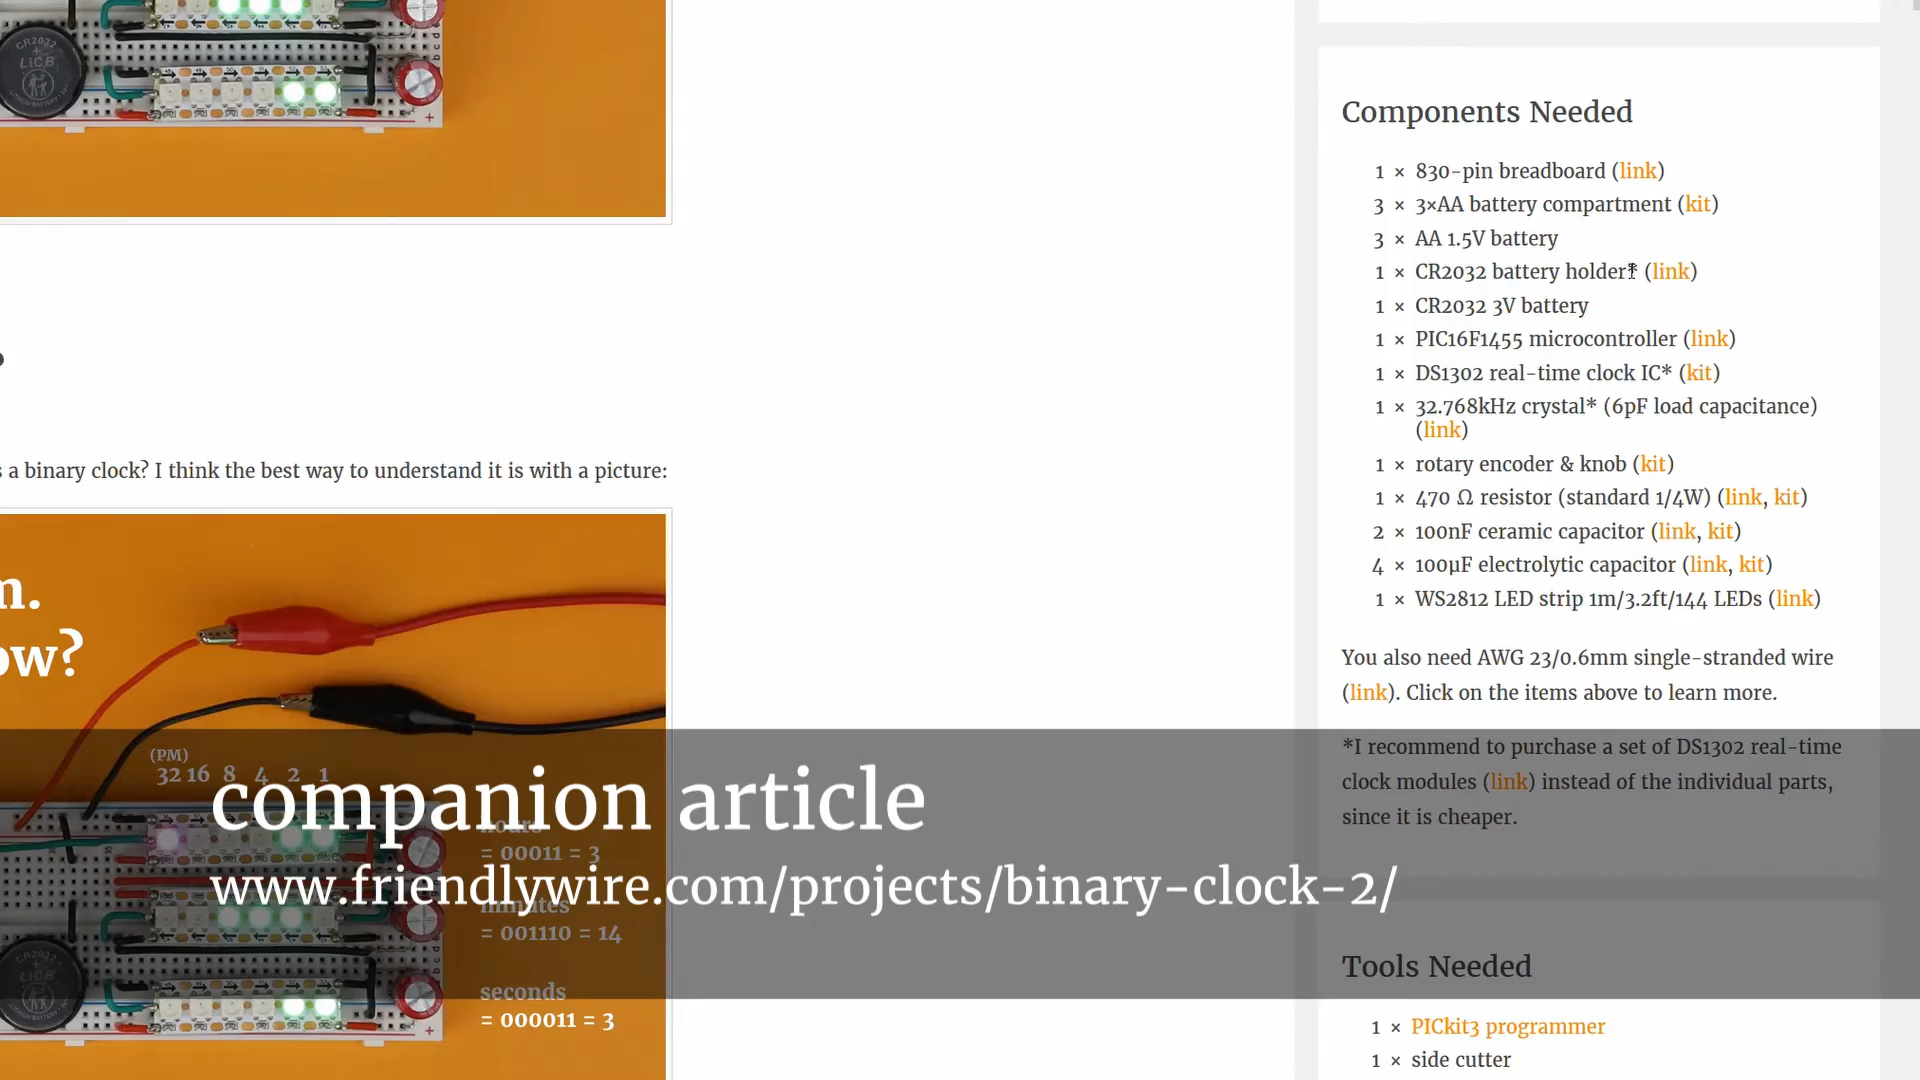 Components Needed
1 × 830-pin breadboard (link)
3 × 3×AA battery compartment (kit)
3 × AA 1.5V battery
1 × CR2032 battery holder* (link)
1 × CR2032 3V battery
1 × PIC16F1455 microcontroller (link)
1 × DS1302 real-time clock IC* (kit)
1 × 32.768kHz crystal* (6pF load capacitance)
(link)
1 × rotary encoder & knob (kit)
1 × 470 Ω resistor (standard 1/4W) (link, kit)
2 × 100nF ceramic capacitor (link, kit)
4 × 100µF electrolytic capacitor (link, kit)
1 × WS2812 LED strip 1m/3.2ft/144 LEDs (link)
You also need AWG 23/0.6mm single-stranded wire
(link). Click on the items above to learn more.
*I recommend to purchase a set of DS1302 real-time
clock modules (link) instead of the individual parts,
since it is cheaper.
Tools Needed
1 × PICkit3 programmer
1 × side cutter
CR2032
LiCB
a binary clock? I think the best way to understand it is with a picture:
ow?
(PM)
32 16 8 4 2 1
hours
= 00011 = 3
minutes
= 001110 = 14
seconds
= 000011 = 3
CR2032
LiCB
companion article
www.friendlywire.com/projects/binary-clock-2/